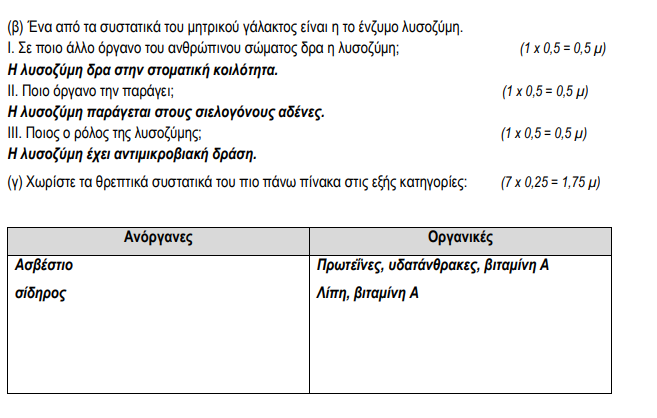 (β) Ένα από τα συστατικά του μητρικού γάλακτος είναι η το ένζυμο λυσοζύμη.
Ι. Σε ποιο άλλο όργανο του ανθρώπινου σώματος δρα η λυσοζύμη; (1 x 0,5 = 0,5 μ)
Η λυσοζύμη δρα στην στοματική κοιλότητα.
ΙΙ. Ποιο όργανο την παράγει; (1 x 0,5 = 0,5 μ)
Η λυσοζύμη παράγεται στους σιελογόνους αδένες.
ΙΙΙ. Ποιος ο ρόλος της λυσοζύμης; (1 x 0,5 = 0,5 μ)
Η λυσοζύμη έχει αντιμικροβιακή δράση.
(γ) Χωρίστε τα θρεπτικά συστατικά του πιο πάνω πίνακα στις εξής κατηγορίες: (7 x 0,25 = 1,75 μ)
Ανόργανες Οργανικές
Ασβέστιο Πρωτεΐνες, υδατάνθρακες, βιταμίνη Α
σίδηρος Λίπη, βιταμίνη Α